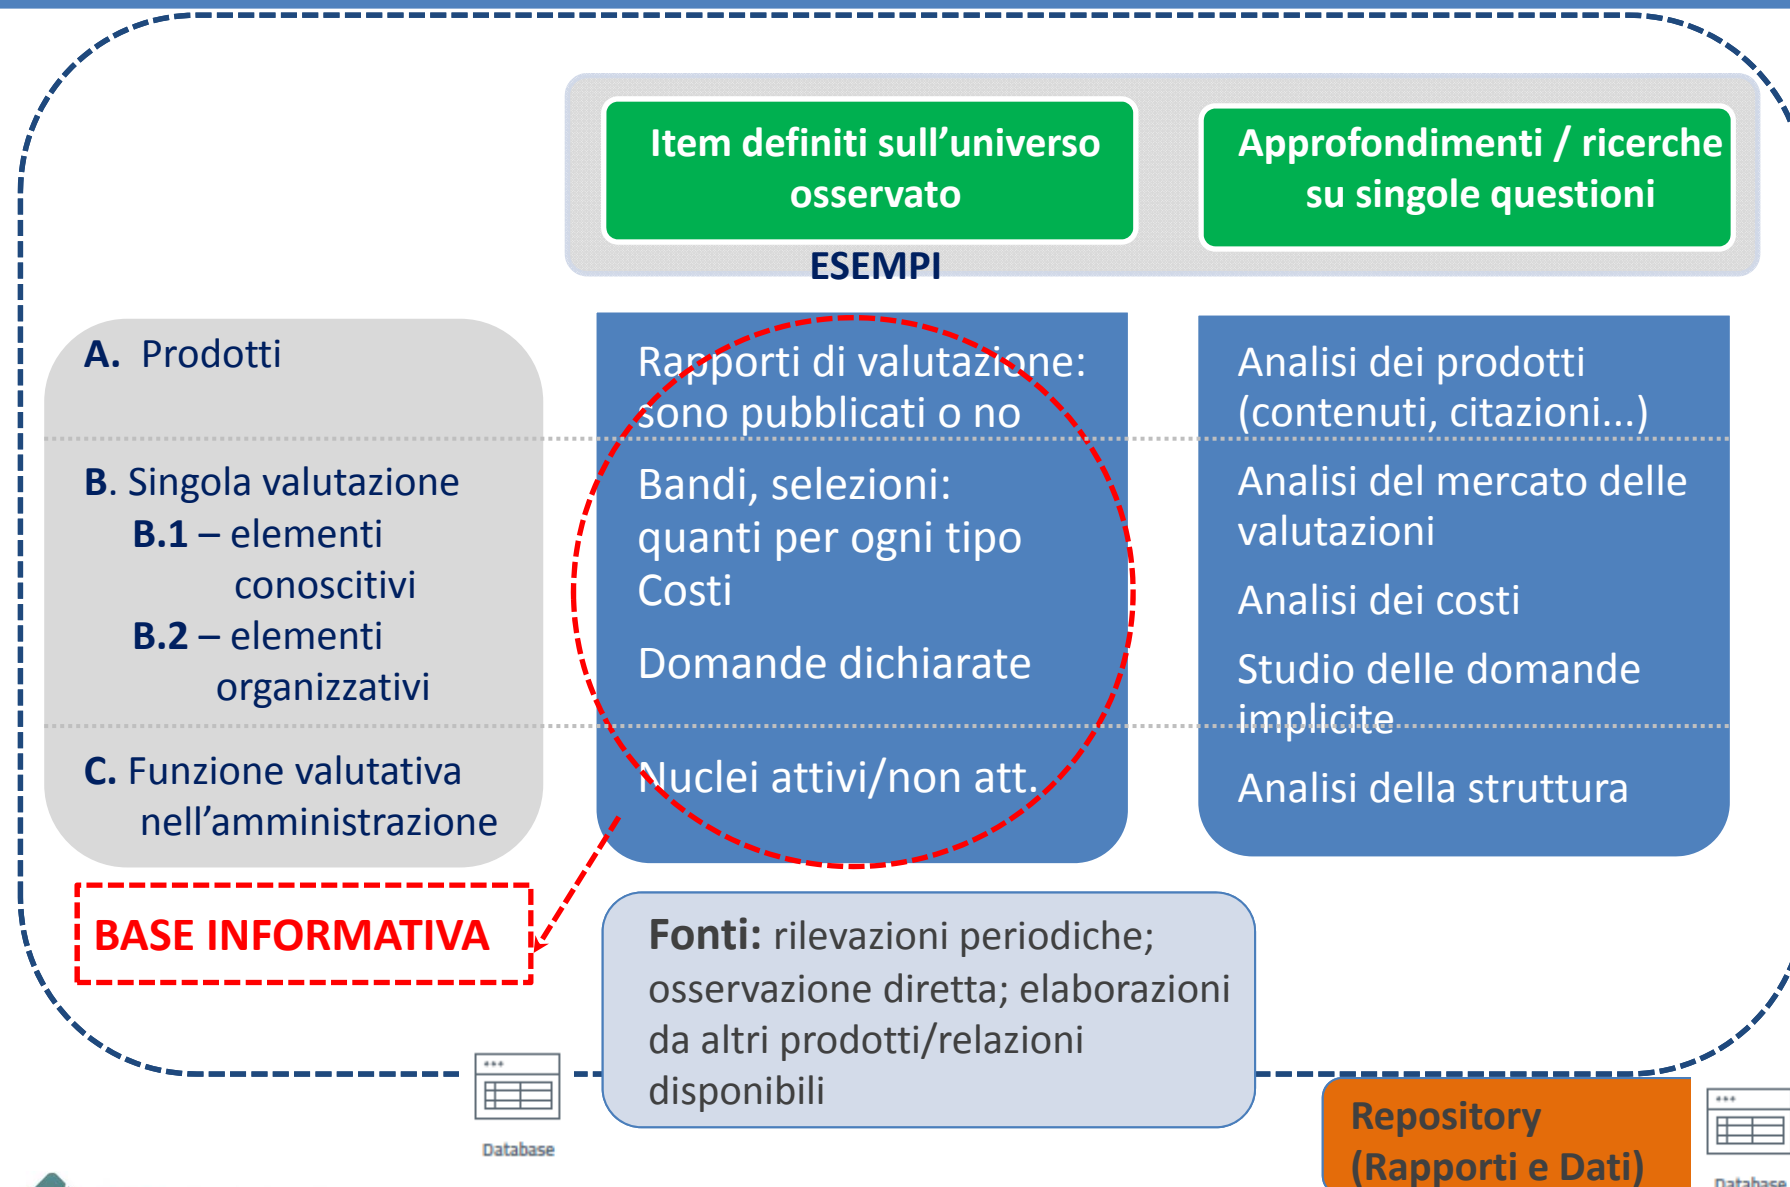 Item definiti sull'universo
osservato
Approfondimenti / ricerche
su singole questioni
ESEMPI
A. Prodotti
B. Singola valutazione
B.1 – elementi
conoscitivi
B.2 – elementi
organizzativi
C. Funzione valutativa
nell'amministrazione
Rapporti di valutazione:
sono pubblicati o no
Bandi, selezioni:
quanti per ogni tipo
Costi
Domande dichiarate
Nuclei attivi/non att.
Analisi dei prodotti
(contenuti, citazioni...)
Analisi del mercato delle
valutazioni
Analisi dei costi
Studio delle domande
implicite
Analisi della struttura
BASE INFORMATIVA
Fonti: rilevazioni periodiche;
osservazione diretta; elaborazioni
da altri prodotti/relazioni
disponibili
Database
Repository
(Rapporti e Dati)
Database